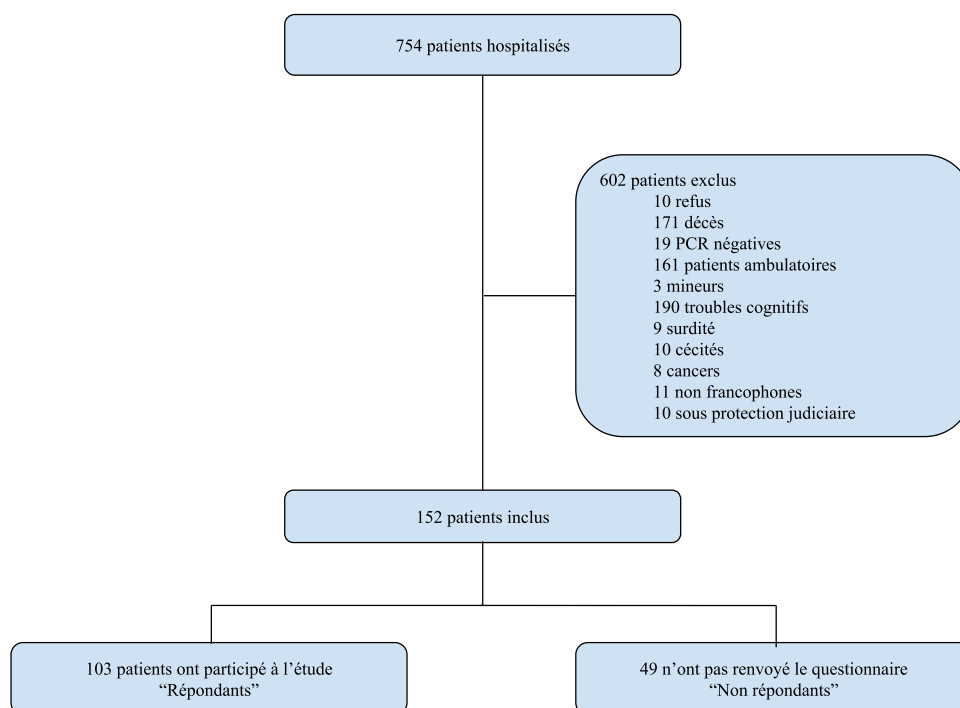 754 patients hospitalisés
602 patients exclus
10 refus
171 décès
19 PCR négatives
161 patients ambulatoires
3 mineurs
190 troubles cognitifs
9 surdité
10 cécités
8 cancers
11 non francophones
10 sous protection judiciaire
152 patients inclus
103 patients ont participé à l’étude
“Répondants”
49 n’ont pas renvoyé le questionnaire
“Non répondants”